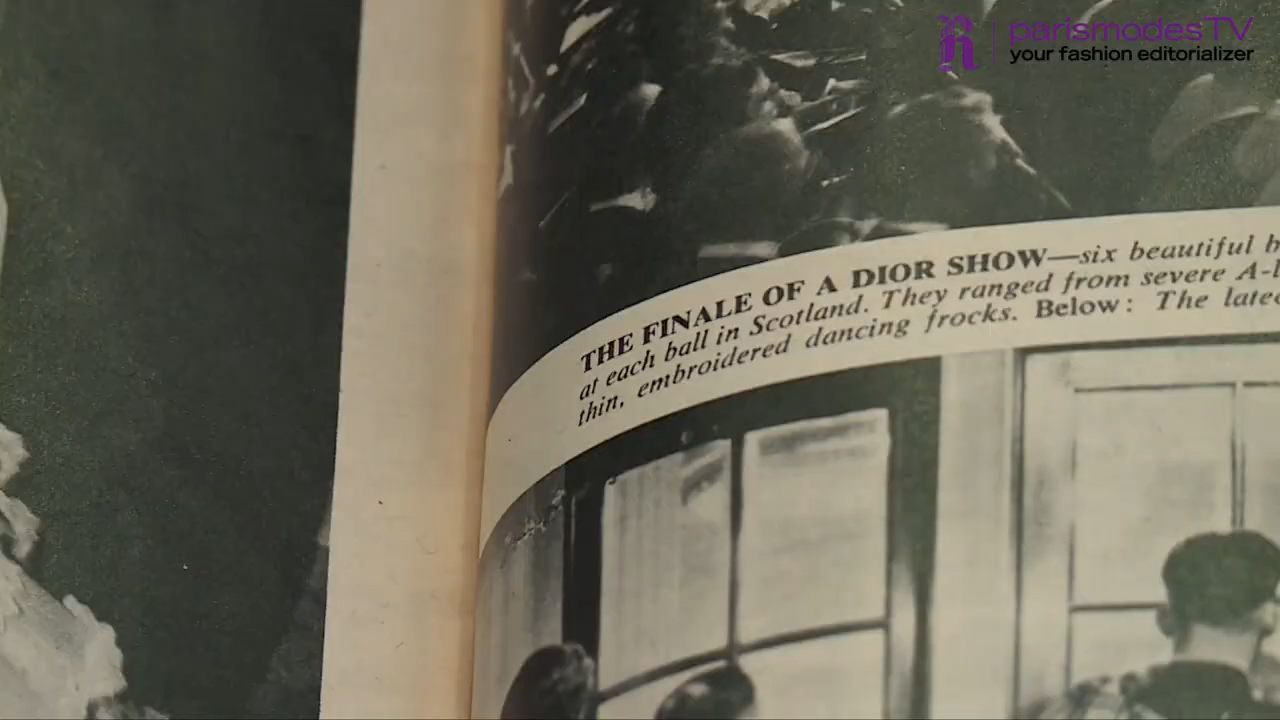 parismodesTV
your fashion editorializer
THE FINALE OF A DIOR SHOW—six beautiful
at each ball in Scotland. They ranged from severe
thin, embroidered dancing frocks. Below: The